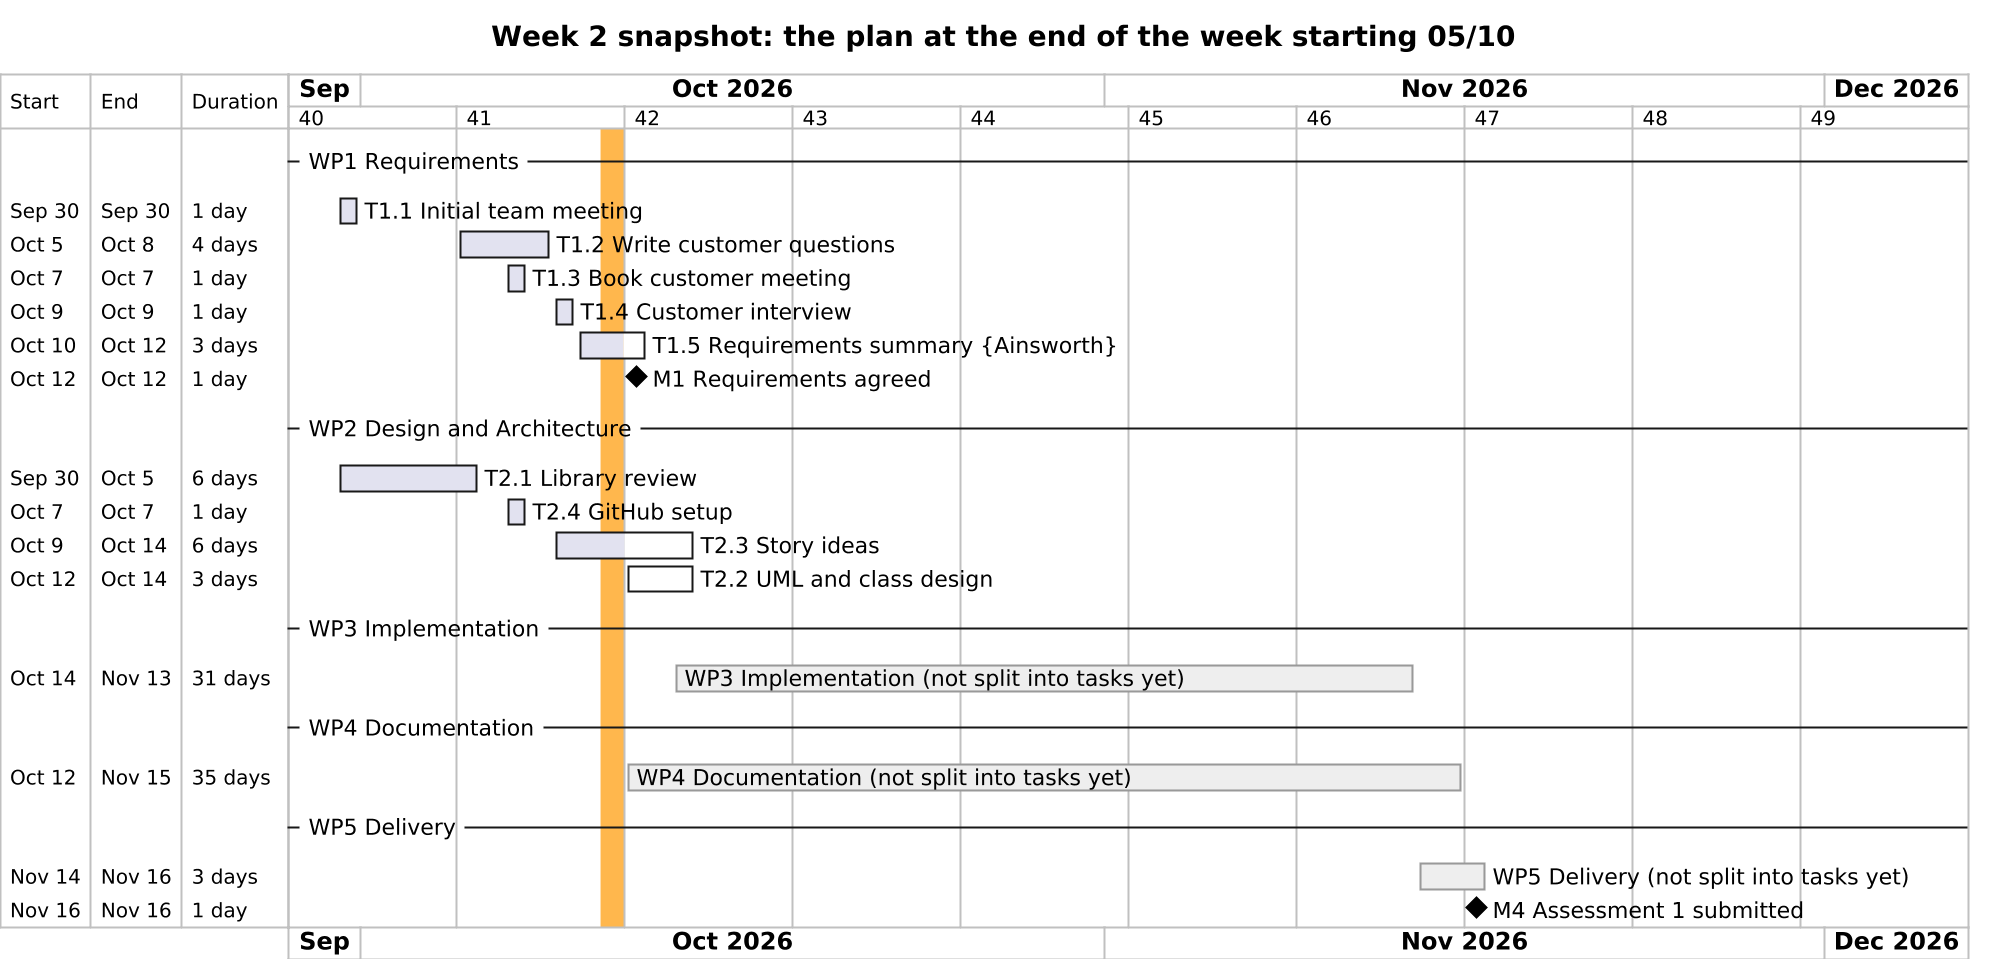 Week 2 snapshot: the plan at the end of the week starting 05/10
Start End Duration Sep Oct 2026 Nov 2026 Dec 2026
40 41 42 43 44 45 46 47 48 49
WP1 Requirements
Sep 30 Sep 30 1 day T1.1 Initial team meeting
Oct 5 Oct 8 4 days T1.2 Write customer questions
Oct 7 Oct 7 1 day T1.3 Book customer meeting
Oct 9 Oct 9 1 day T1.4 Customer interview
Oct 10 Oct 12 3 days T1.5 Requirements summary {Ainsworth}
Oct 12 Oct 12 1 day M1 Requirements agreed
WP2 Design and Architecture
Sep 30 Oct 5 6 days T2.1 Library review
Oct 7 Oct 7 1 day T2.4 GitHub setup
Oct 9 Oct 14 6 days T2.3 Story ideas
Oct 12 Oct 14 3 days T2.2 UML and class design
WP3 Implementation
Oct 14 Nov 13 31 days WP3 Implementation (not split into tasks yet)
WP4 Documentation
Oct 12 Nov 15 35 days WP4 Documentation (not split into tasks yet)
WP5 Delivery
Nov 14 Nov 16 3 days WP5 Delivery (not split into tasks yet)
Nov 16 Nov 16 1 day M4 Assessment 1 submitted
Sep Oct 2026 Nov 2026 Dec 2026